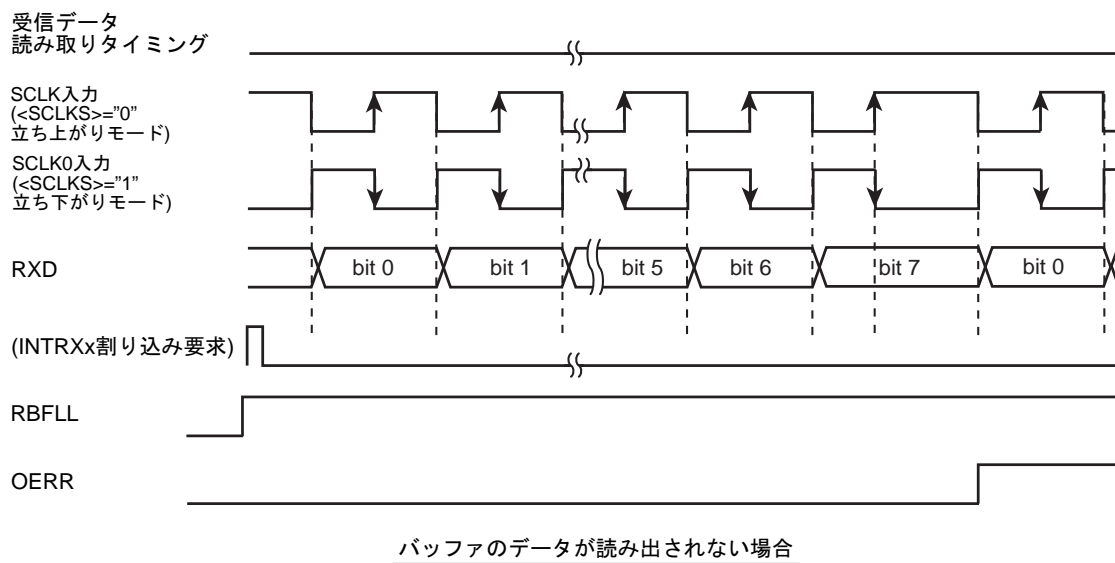 受信データ
読み取りタイミング
SCLK入力
(<SCLKS>="0"
立ち上がりモード)
SCLK0入力
(<SCLKS>="1"
立ち下がりモード)
RXD
bit 0
bit 1
bit 5
bit 6
bit 7
bit 0
(INTRXx割り込み要求)
RBFLL
OERR
バッファのデータが読み出されない場合